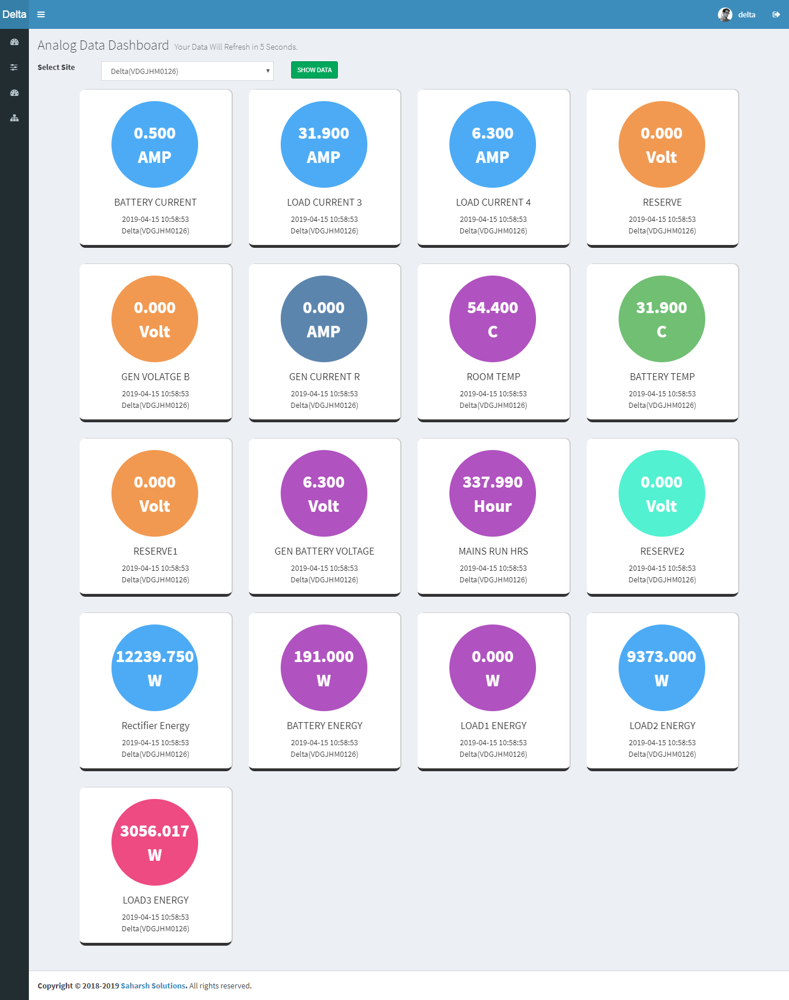 Delta
delta
Analog Data Dashboard Your Data Will Refresh in 5 Seconds.
Select Site
Delta(VDGJHM0126)
SHOW DATA
0.500
AMP
BATTERY CURRENT
2019-04-15 10:58:53
Delta(VDGJHM0126)
31.900
AMP
LOAD CURRENT 3
2019-04-15 10:58:53
Delta(VDGJHM0126)
6.300
AMP
LOAD CURRENT 4
2019-04-15 10:58:53
Delta(VDGJHM0126)
0.000
Volt
RESERVE
2019-04-15 10:58:53
Delta(VDGJHM0126)
0.000
Volt
GEN VOLATGE B
2019-04-15 10:58:53
Delta(VDGJHM0126)
0.000
AMP
GEN CURRENT R
2019-04-15 10:58:53
Delta(VDGJHM0126)
54.400
C
ROOM TEMP
2019-04-15 10:58:53
Delta(VDGJHM0126)
31.900
C
BATTERY TEMP
2019-04-15 10:58:53
Delta(VDGJHM0126)
0.000
Volt
RESERVE1
2019-04-15 10:58:53
Delta(VDGJHM0126)
6.300
Volt
GEN BATTERY VOLTAGE
2019-04-15 10:58:53
Delta(VDGJHM0126)
337.990
Hour
MAINS RUN HRS
2019-04-15 10:58:53
Delta(VDGJHM0126)
0.000
Volt
RESERVE2
2019-04-15 10:58:53
Delta(VDGJHM0126)
12239.750
W
Rectifier Energy
2019-04-15 10:58:53
Delta(VDGJHM0126)
191.000
W
BATTERY ENERGY
2019-04-15 10:58:53
Delta(VDGJHM0126)
0.000
W
LOAD1 ENERGY
2019-04-15 10:58:53
Delta(VDGJHM0126)
9373.000
W
LOAD2 ENERGY
2019-04-15 10:58:53
Delta(VDGJHM0126)
3056.017
W
LOAD3 ENERGY
2019-04-15 10:58:53
Delta(VDGJHM0126)
Copyright © 2018-2019 Saharsh Solutions. All rights reserved.